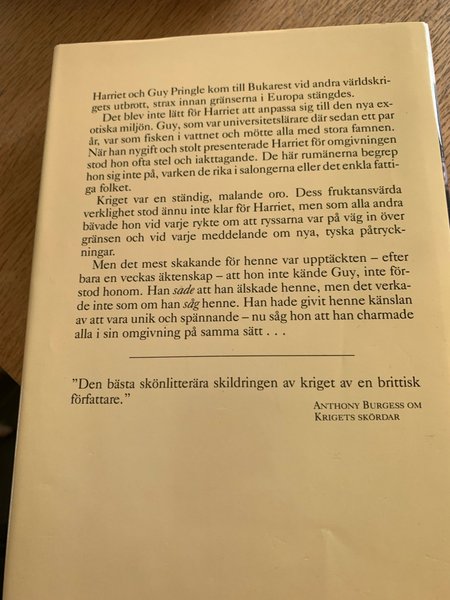 Harriet och Guy Pringle kom till Bukarest vid andra världskri-
gets utbrott, strax innan gränserna i Europa stängdes.
Det blev inte lätt för Harriet att anpassa sig till den nya ex-
otiska miljön. Guy, som var universitetslärare där sedan ett par
år, var som fisken i vattnet och mötte alla med stora famnen.
När han nygift och stolt presenterade Harriet för omgivningen
stod hon ofta stel och iakttagande. De här rumänerna begrep
hon sig inte på, varken de rika i salongerna eller det enkla fatti-
ga folket.
Kriget var en ständig, malande oro. Dess fruktansvärda
verklighet stod ännu inte klar för Harriet, men som alla andra
bävade hon vid varje rykte om att ryssarna var på väg in över
gränsen och vid varje meddelande om nya, tyska påtryck-
ningar.
Men det mest skakande för henne var upptäckten – efter
bara en veckas äktenskap – att hon inte kände Guy, inte för-
stod honom. Han sade att han älskade henne, men det verka-
de inte som om han såg henne. Han hade givit henne känslan
av att vara unik och spännande – nu såg hon att han charmade
alla i sin omgivning på samma sätt . . .
”Den bästa skönlitterära skildringen av kriget av en brittisk
författare.”
ANTHONY BURGESS OM
KRIGETS SKÖRDAR